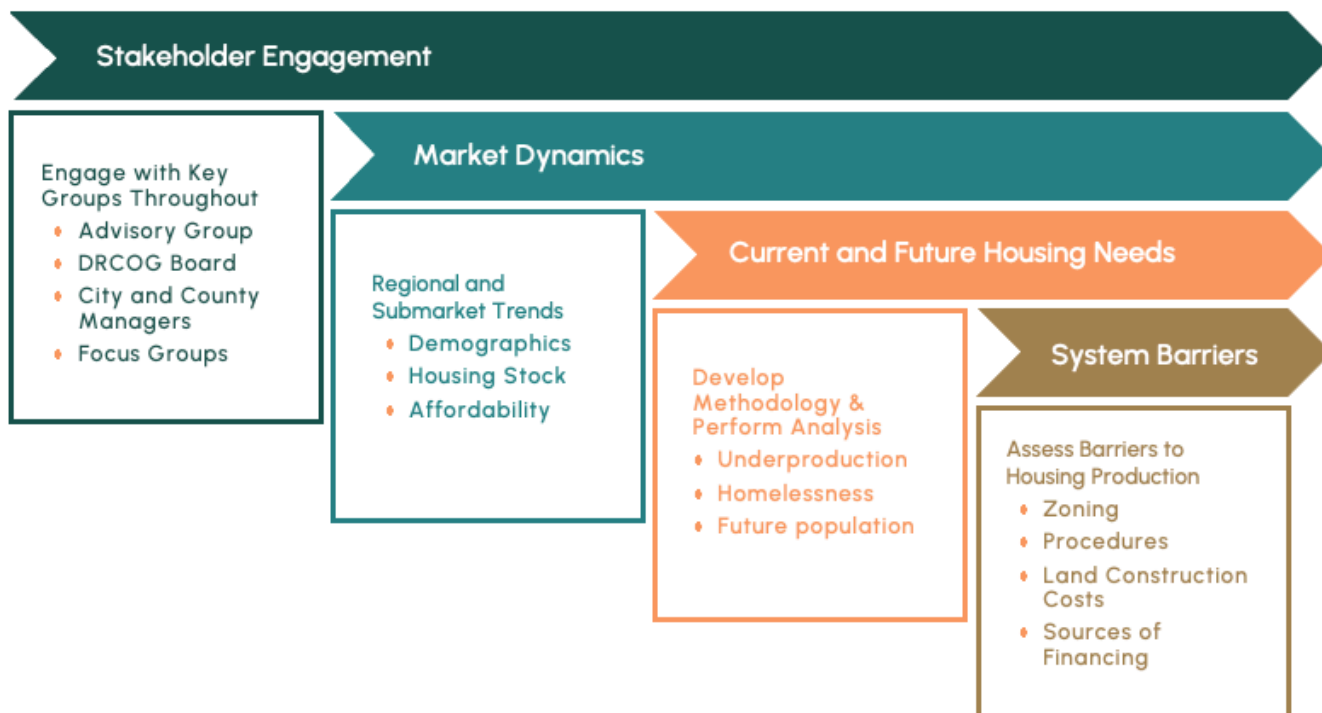 Stakeholder Engagement
Engage with Key
Groups Throughout
• Advisory Group
• DRCOG Board
• City and County
Managers
• Focus Groups
Market Dynamics
Regional and
Submarket Trends
• Demographics
• Housing Stock
• Affordability
Current and Future Housing Needs
Develop
Methodology &
Perform Analysis
• Underproduction
• Homelessness
• Future population
System Barriers
Assess Barriers to
Housing Production
• Zoning
• Procedures
• Land Construction
Costs
• Sources of
Financing